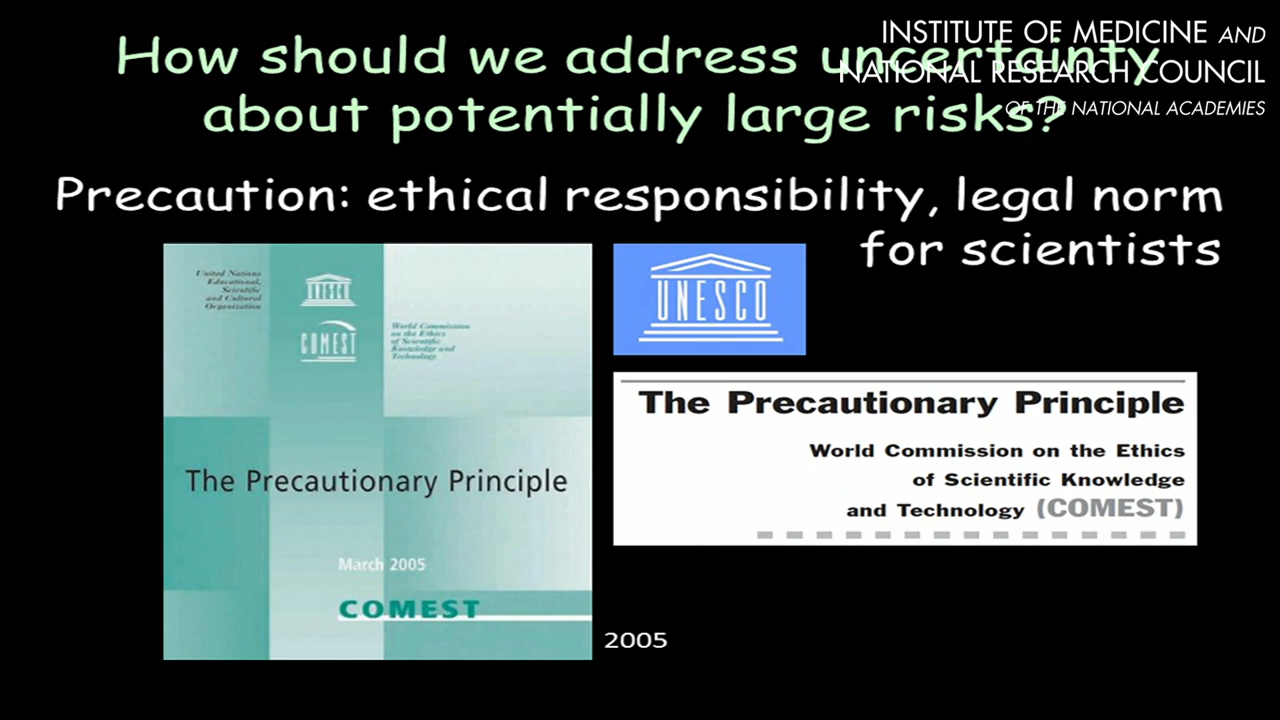 INSTITUTE OF MEDICINE AND
NATIONAL RESEARCH COUNCIL
OF THE NATIONAL ACADEMIES
How should we address uncertainty
about potentially large risks?
Precaution: ethical responsibility, legal norm
for scientists
United Nations
Educational,
Scientific
and Cultural
Organization
UNESCO
COMEST
World Commission
on the Ethics
of Scientific
Knowledge and
Technology
The Precautionary Principle
March 2005
COMEST
UNESCO
The Precautionary Principle
World Commission on the Ethics
of Scientific Knowledge
and Technology (COMEST)
2005